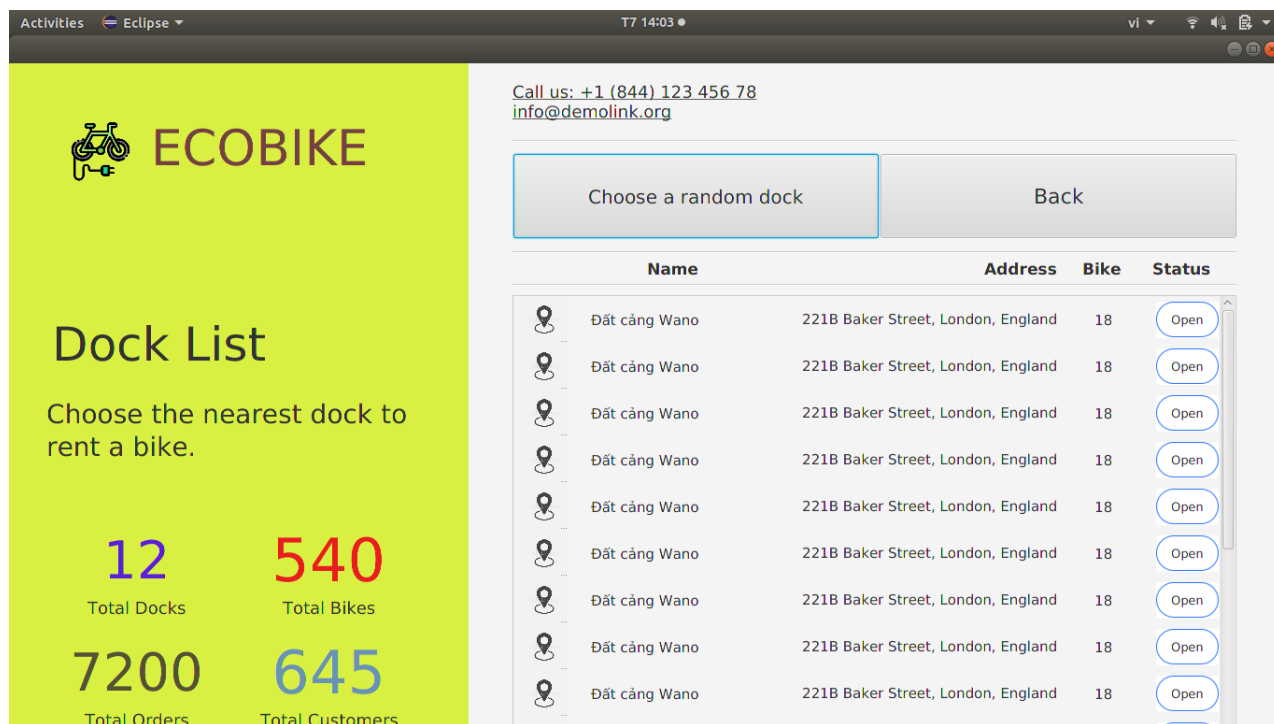 Activities Eclipse T7 14:03 vi
ECOBIKE
Dock List
Choose the nearest dock to
rent a bike.
12 540
Total Docks Total Bikes
7200 645
Total Orders Total Customers
Call us: +1 (844) 123 456 78
info@demolink.org
Choose a random dock Back
Name Address Bike Status
Đất cảng Wano 221B Baker Street, London, England 18 Open
Đất cảng Wano 221B Baker Street, London, England 18 Open
Đất cảng Wano 221B Baker Street, London, England 18 Open
Đất cảng Wano 221B Baker Street, London, England 18 Open
Đất cảng Wano 221B Baker Street, London, England 18 Open
Đất cảng Wano 221B Baker Street, London, England 18 Open
Đất cảng Wano 221B Baker Street, London, England 18 Open
Đất cảng Wano 221B Baker Street, London, England 18 Open
Đất cảng Wano 221B Baker Street, London, England 18 Open